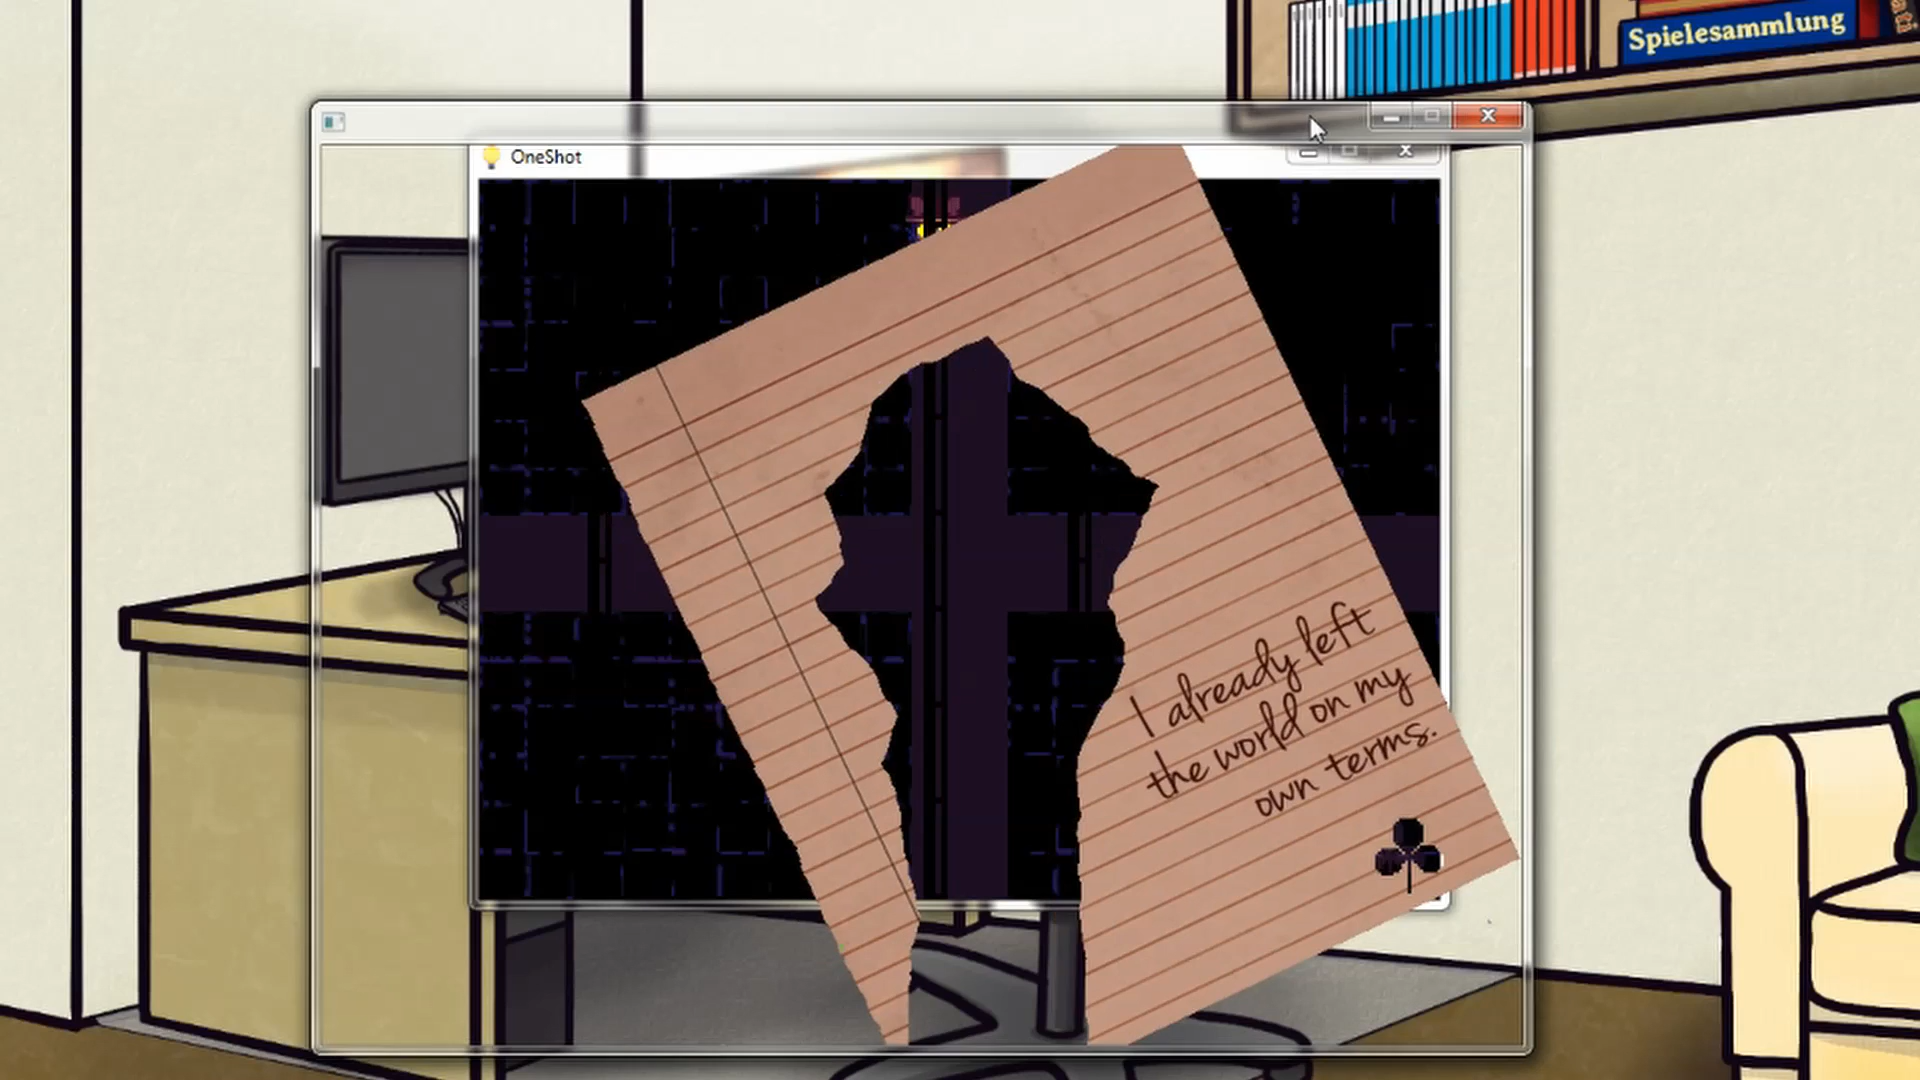 Spielesammlung
OneShot
I already left
the world on my
own terms.